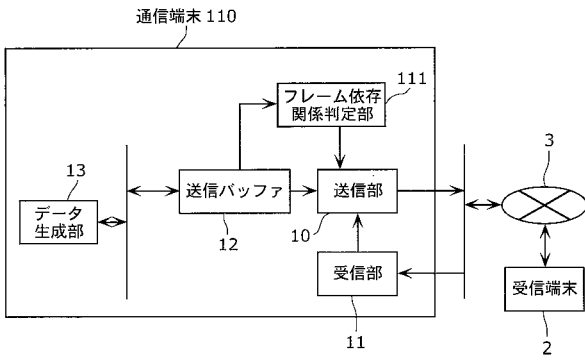 通信端末 110
フレーム依存
関係判定部
111
13
データ
生成部
送信バッファ
12
送信部
10
受信部
11
3
受信端末
2